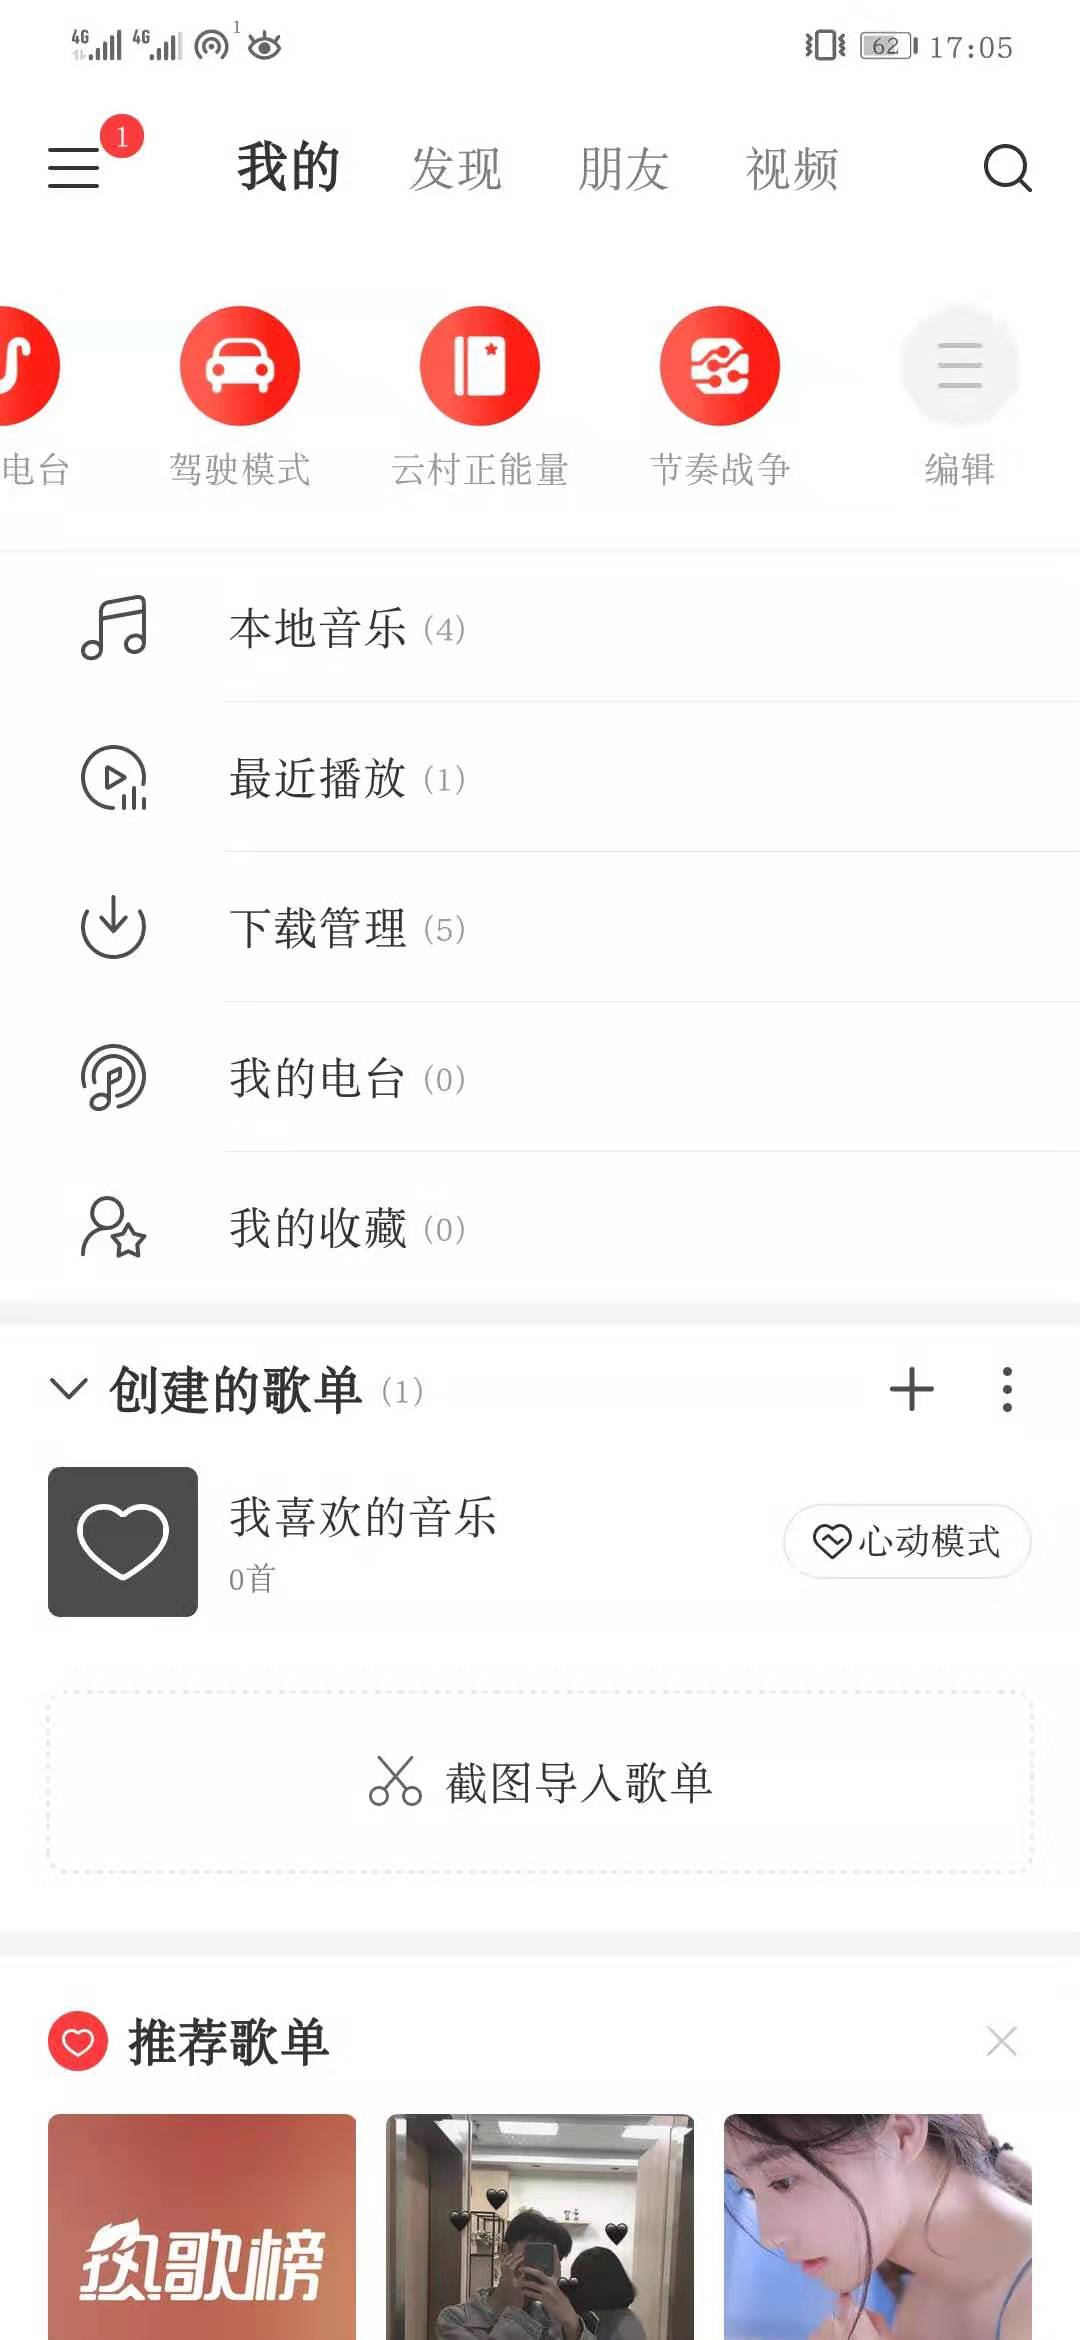 4G 4G 1 62 17:05
1
我的 发现 朋友 视频
电台 驾驶模式 云村正能量 节奏战争 编辑
本地音乐 (4)
最近播放 (1)
下载管理 (5)
我的电台 (0)
我的收藏 (0)
创建的歌单 (1)
我喜欢的音乐
0首
心动模式
截图导入歌单
推荐歌单
热歌榜